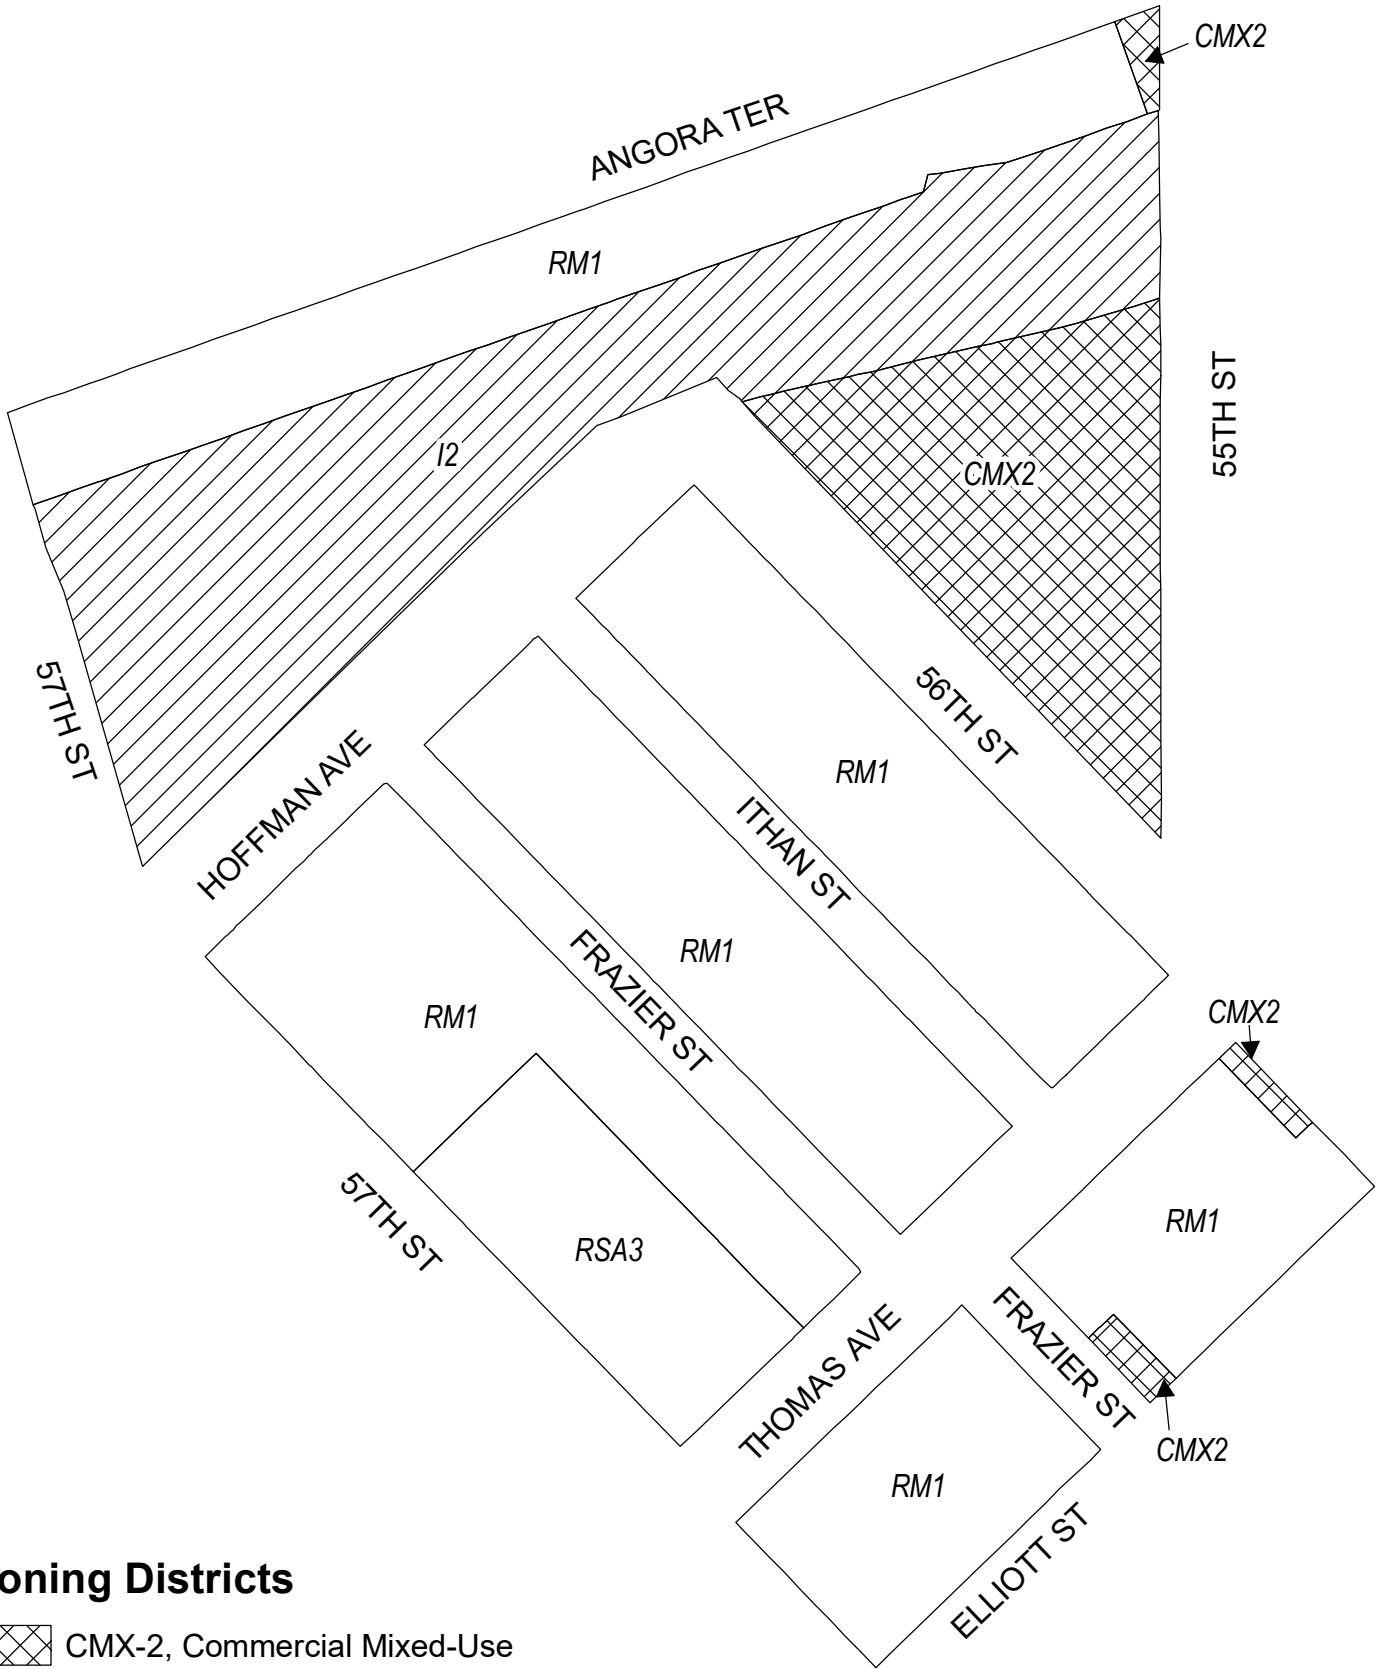 CMX2
ANGORA TER
RM1
55TH ST
I2
CMX2
57TH ST
56TH ST
HOFFMAN AVE
RM1
ITHAN ST
RM1
FRAZIER ST
RM1
CMX2
57TH ST
RSA3
RM1
THOMAS AVE
FRAZIER ST
CMX2
RM1
ELLIOTT ST
oning Districts
CMX-2, Commercial Mixed-Use